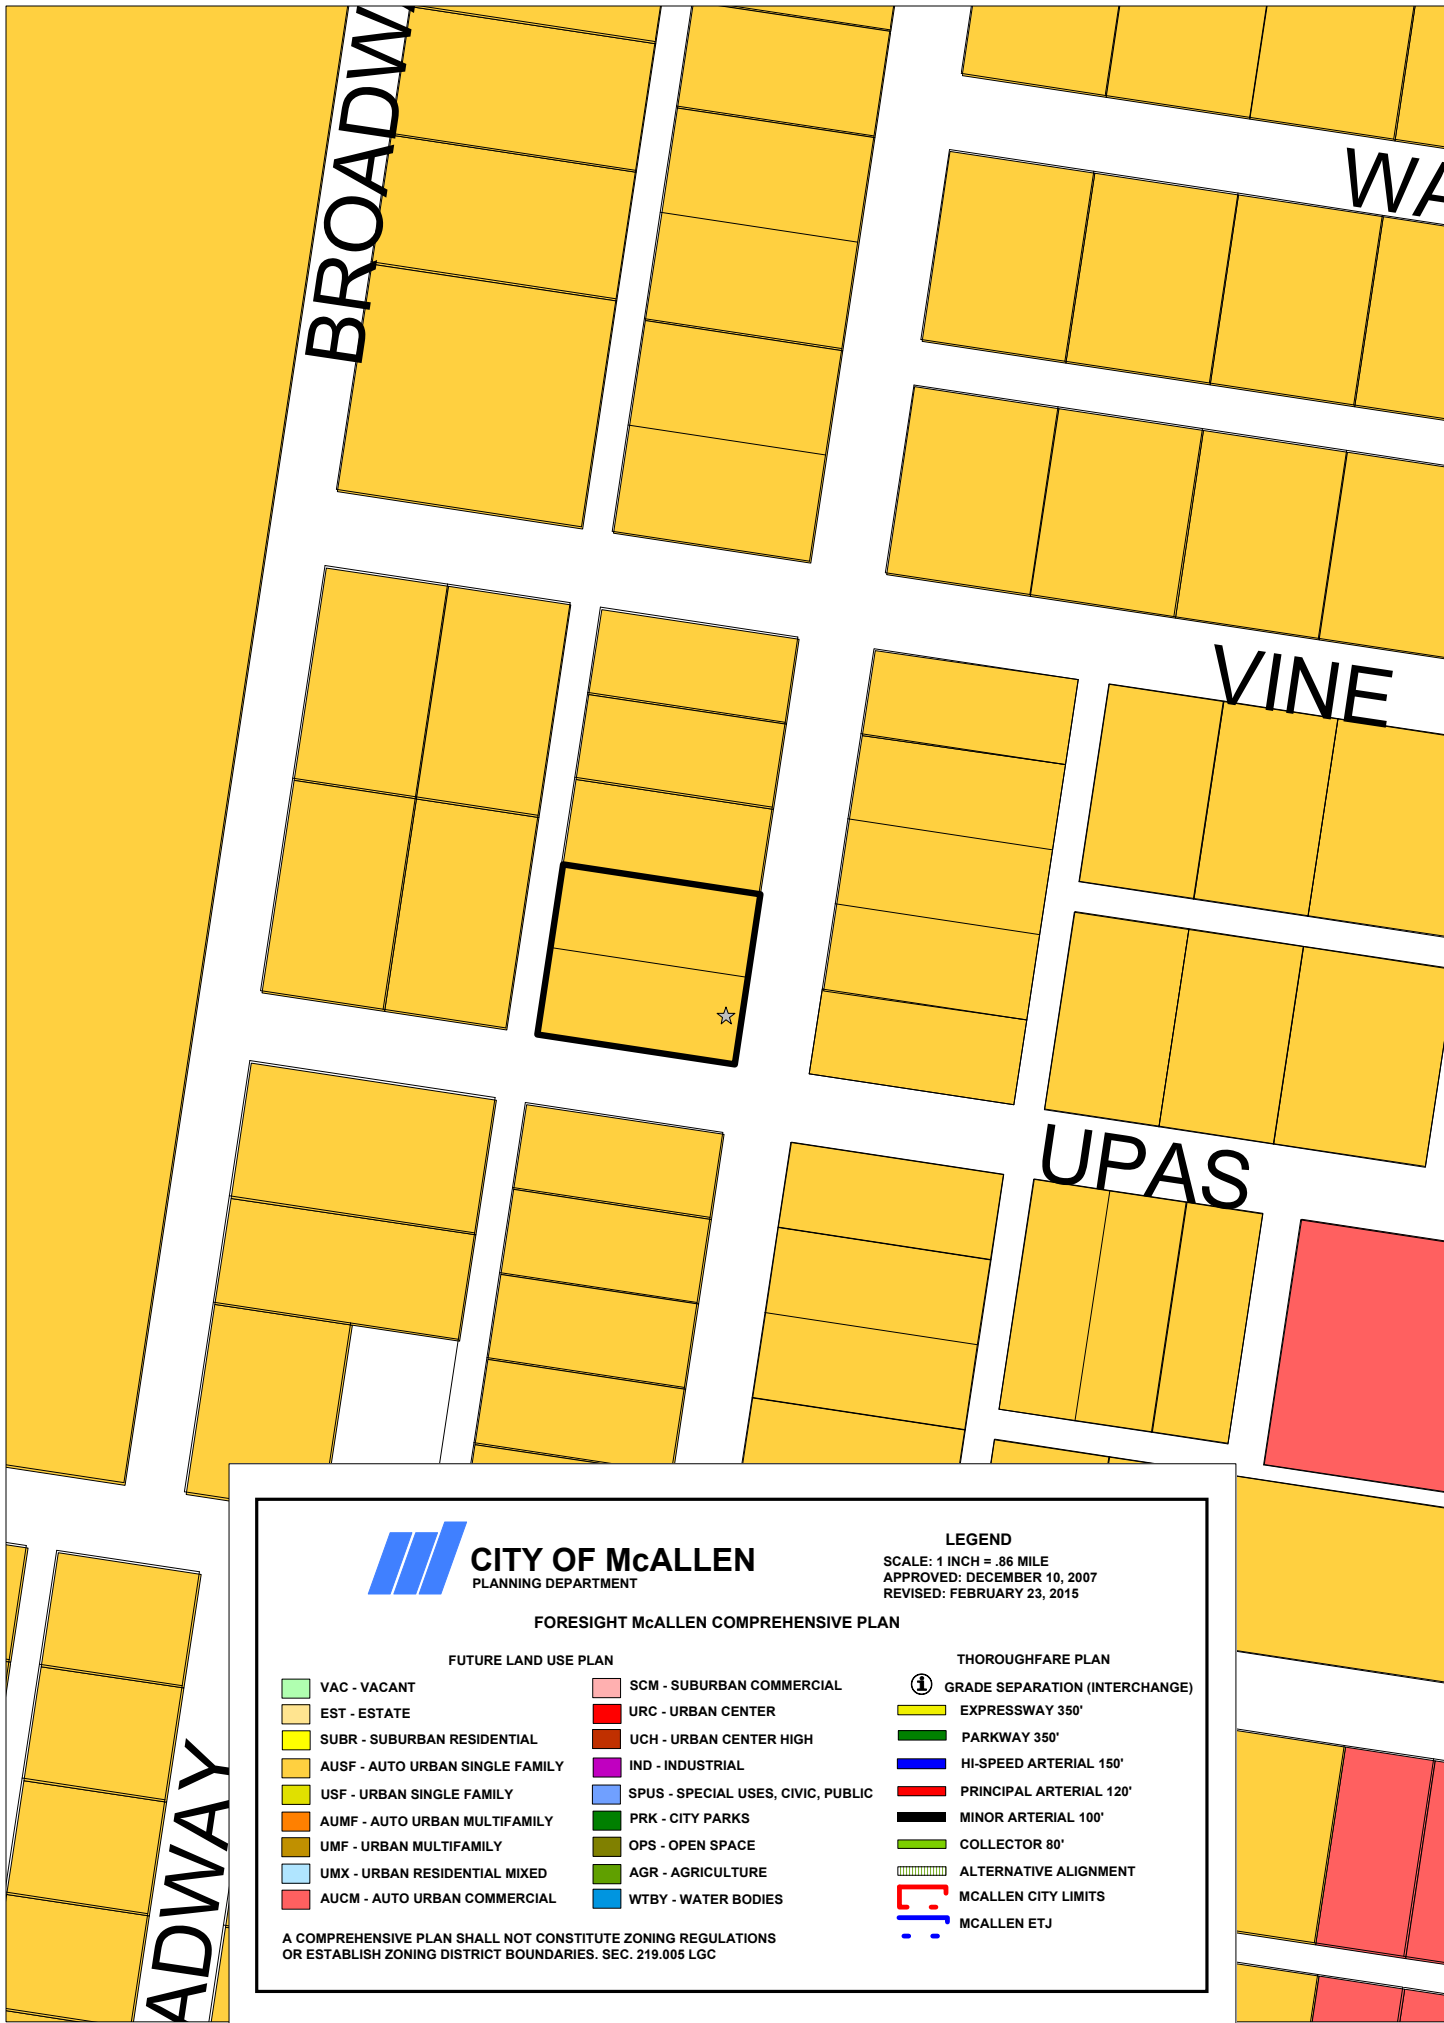 BROADW
WA
VINE
UPAS
ADWAY
CITY OF McALLEN
PLANNING DEPARTMENT
LEGEND
SCALE: 1 INCH = .86 MILE
APPROVED: DECEMBER 10, 2007
REVISED: FEBRUARY 23, 2015
FORESIGHT McALLEN COMPREHENSIVE PLAN
FUTURE LAND USE PLAN
VAC - VACANT
EST - ESTATE
SUBR - SUBURBAN RESIDENTIAL
AUSF - AUTO URBAN SINGLE FAMILY
USF - URBAN SINGLE FAMILY
AUMF - AUTO URBAN MULTIFAMILY
UMF - URBAN MULTIFAMILY
UMX - URBAN RESIDENTIAL MIXED
AUCM - AUTO URBAN COMMERCIAL
SCM - SUBURBAN COMMERCIAL
URC - URBAN CENTER
UCH - URBAN CENTER HIGH
IND - INDUSTRIAL
SPUS - SPECIAL USES, CIVIC, PUBLIC
PRK - CITY PARKS
OPS - OPEN SPACE
AGR - AGRICULTURE
WTBY - WATER BODIES
THOROUGHFARE PLAN
GRADE SEPARATION (INTERCHANGE)
EXPRESSWAY 350'
PARKWAY 350'
HI-SPEED ARTERIAL 150'
PRINCIPAL ARTERIAL 120'
MINOR ARTERIAL 100'
COLLECTOR 80'
ALTERNATIVE ALIGNMENT
MCALLEN CITY LIMITS
MCALLEN ETJ
A COMPREHENSIVE PLAN SHALL NOT CONSTITUTE ZONING REGULATIONS
OR ESTABLISH ZONING DISTRICT BOUNDARIES. SEC. 219.005 LGC